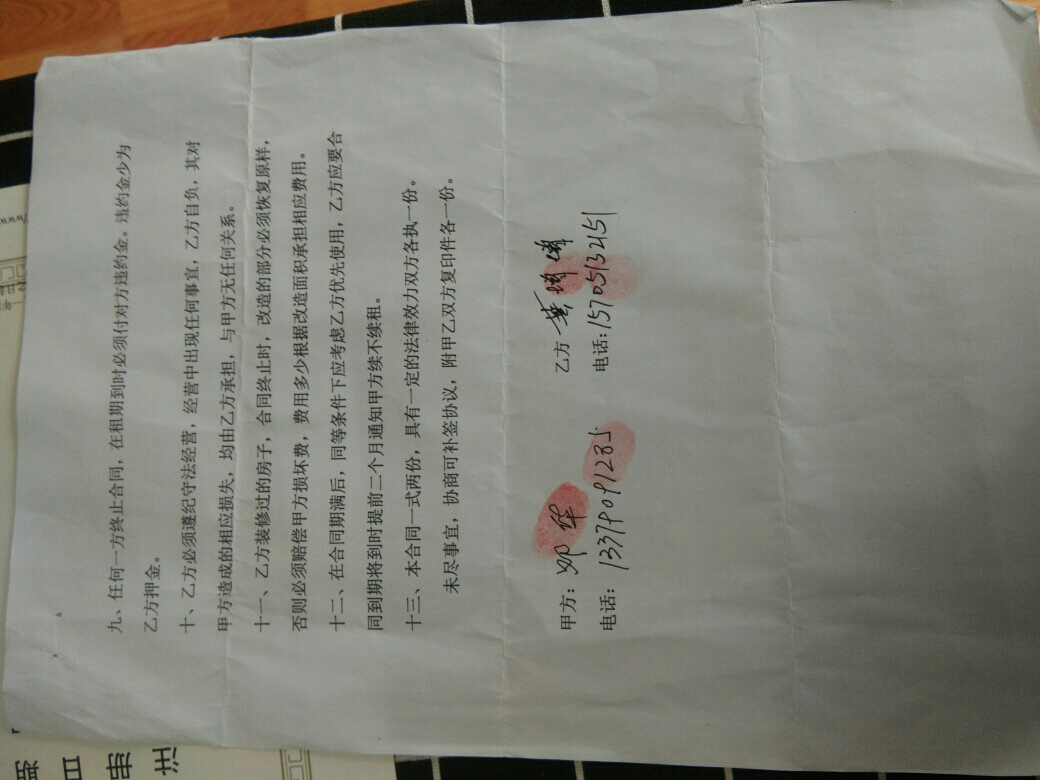 九、任何一方终止合同，在租期到时必须付对方违约金。违约金少为
乙方押金。
十、乙方必须遵纪守法经营，经营中出现任何事宜，乙方自负，其对
甲方造成的相应损失，均由乙方承担，与甲方无任何关系。
十一、乙方装修过的房子，合同终止时，改造的部分必须恢复原样，
否则必须赔偿甲方损坏费，费用多少根据改造面积承担相应费用。
十二、在合同期满后，同等条件下应考虑乙方优先使用，乙方应要合
同到期将到时提前二个月通知甲方续不续租。
十三、本合同一式两份，具有一定的法律效力双方各执一份。
未尽事宜，协商可补签协议，附甲乙双方复印件各一份。
甲方：邓华 乙方
电话：13379091285 电话：15705132451